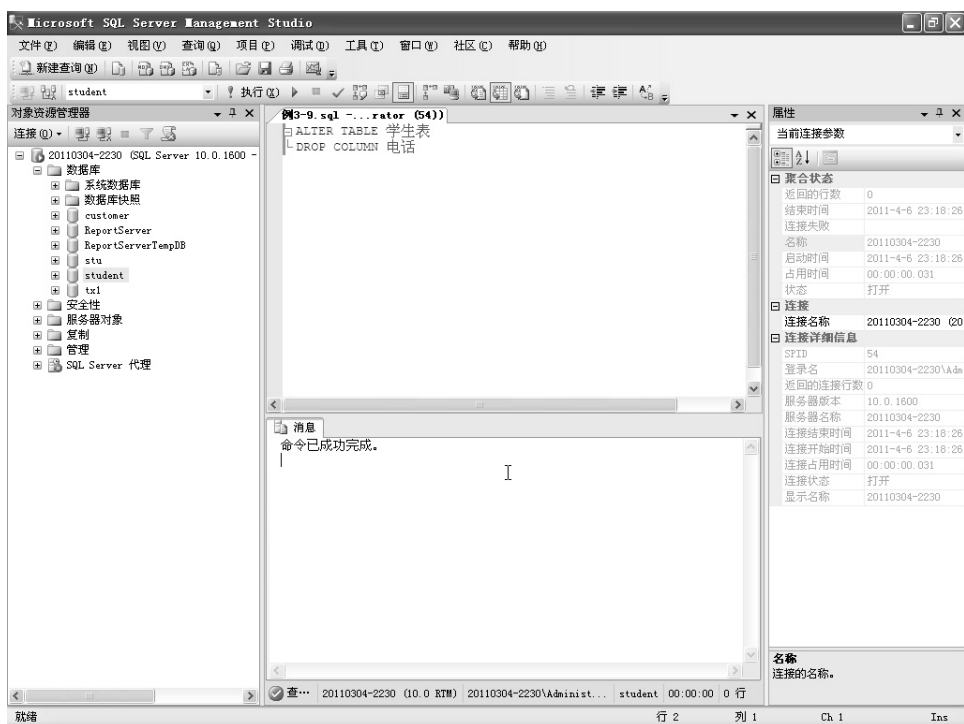 Microsoft SQL Server Management Studio
文件(F) 编辑(E) 视图(V) 查询(Q) 项目(P) 调试(D) 工具(T) 窗口(W) 社区(C) 帮助(H)
新建查询(N)
student 执行(X)
对象资源管理器
连接(O)
20110304-2230 (SQL Server 10.0.1600 -
数据库
系统数据库
数据库快照
customer
ReportServer
ReportServerTempDB
stu
student
tx1
安全性
服务器对象
复制
管理
SQL Server 代理
例3-9.sql -...rator (54))
ALTER TABLE 学生表
DROP COLUMN 电话
消息
命令已成功完成。
查… 20110304-2230 (10.0 RTM) 20110304-2230\Administ... student 00:00:00 0 行
属性
当前连接参数
聚合状态
返回的行数 0
结束时间 2011-4-6 23:18:26
连接失败
名称 20110304-2230
启动时间 2011-4-6 23:18:26
占用时间 00:00:00.031
状态 打开
连接
连接名称 20110304-2230 (20
连接详细信息
SPID 54
登录名 20110304-2230\Adm
返回的连接行数 0
服务器版本 10.0.1600
服务器名称 20110304-2230
连接结束时间 2011-4-6 23:18:26
连接开始时间 2011-4-6 23:18:26
连接占用时间 00:00:00.031
连接状态 打开
显示名称 20110304-2230
名称
连接的名称。
就绪 行 2 列 1 Ch 1 Ins